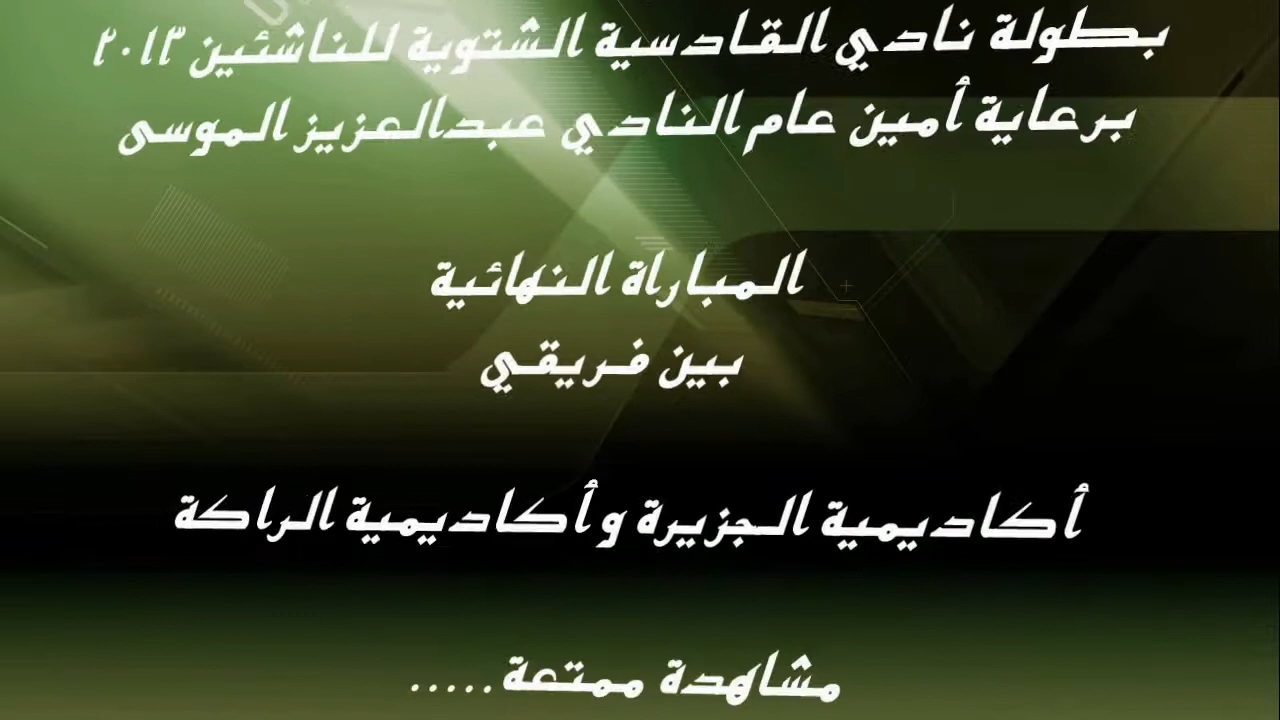 بطولة نادي القادسية الشتوية للناشئين ٢٠١٣
برعاية أمين عام النادي عبدالعزيز الموسى
المباراة النهائية
بين فريقي
أكاديمية الجزيرة وأكاديمية الراكة
مشاهدة ممتعة.....